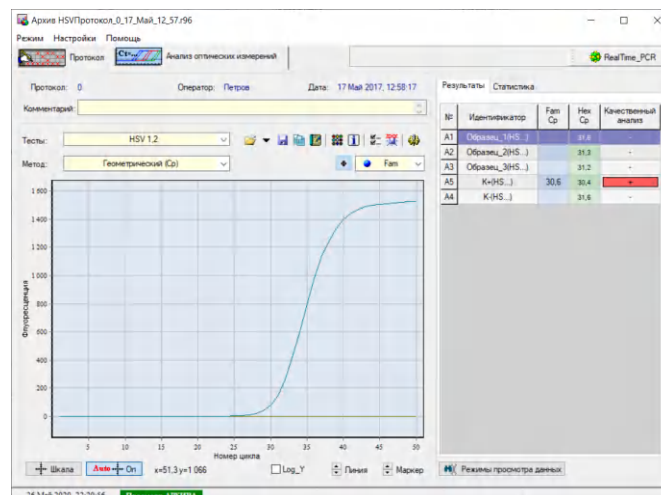 Архив HSVПротокол_0_17_Май_12_57.r96
Режим Настройки Помощь
Протокол Ct=... Анализ оптических измерений RealTime_PCR
Протокол: 0 Оператор: Петров Дата: 17 Май 2017, 12:58:17
Комментарий:
Тесты: HSV 1,2
Метод: Геометрический (Cp) Fam
Результаты Статистика
№ Идентификатор Fam Cp Hex Cp Качественный анализ
A1 Образец_1(HS...) 31,6 -
A2 Образец_2(HS...) 31,3 -
A3 Образец_3(HS...) 31,2 -
A5 K+(HS...) 30,6 30,4 +
A4 K-(HS...) 31,6 -
Флуоресценция
1 600
1 400
1 200
1 000
800
600
400
200
0
5 10 15 20 25 30 35 40 45 50
Номер цикла
Шкала Auto On x=51,3 y=1 066 Log_Y Линия Маркер
Режимы просмотра данных